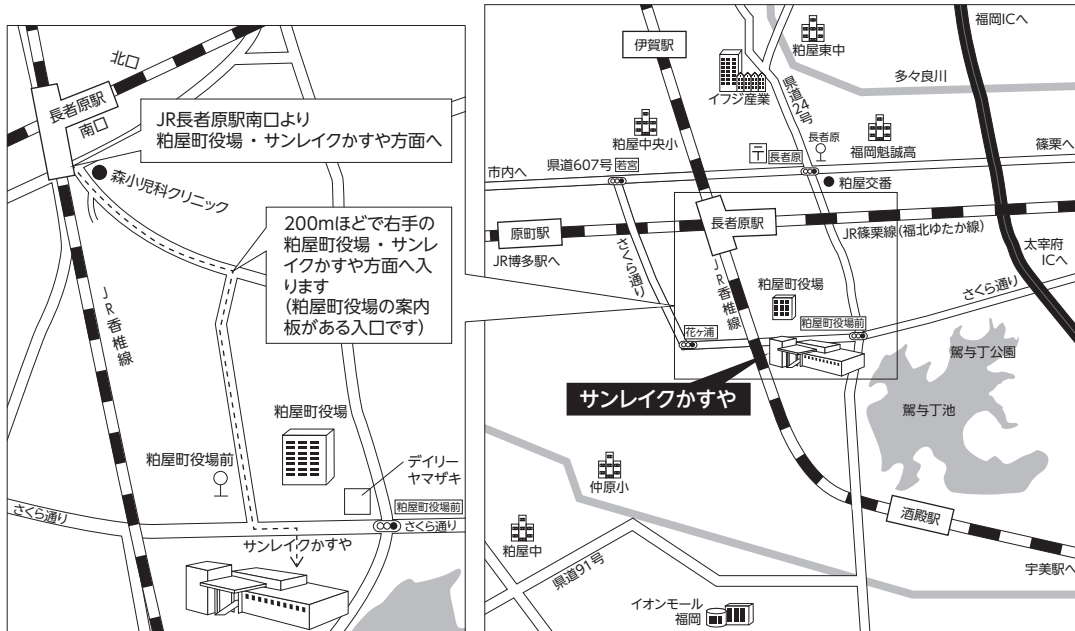 北口
長者原駅
南口
JR長者原駅南口より
粕屋町役場・サンレイクかすや方面へ
森小児科クリニック
200mほどで右手の
粕屋町役場・サンレ
イクかすや方面へ入
ります
(粕屋町役場の案内
板がある入口です)
JR香椎線
粕屋町役場
粕屋町役場前
デイリー
ヤマザキ
粕屋町役場前
さくら通り
さくら通り
サンレイクかすや
福岡ICへ
伊賀駅
粕屋東中
多々良川
イフジ産業
県道24号
粕屋中央小
長者原
長者原
福岡魁誠高
篠栗へ
市内へ
県道607号
若宮
粕屋交番
原町駅
長者原駅
JR篠栗線(福北ゆたか線)
JR博多駅へ
さくら通り
太宰府
ICへ
JR香椎線
粕屋町役場
さくら通り
粕屋町役場前
花ヶ浦
駕与丁公園
サンレイクかすや
駕与丁池
仲原小
酒殿駅
粕屋中
県道91号
宇美駅へ
イオンモール
福岡